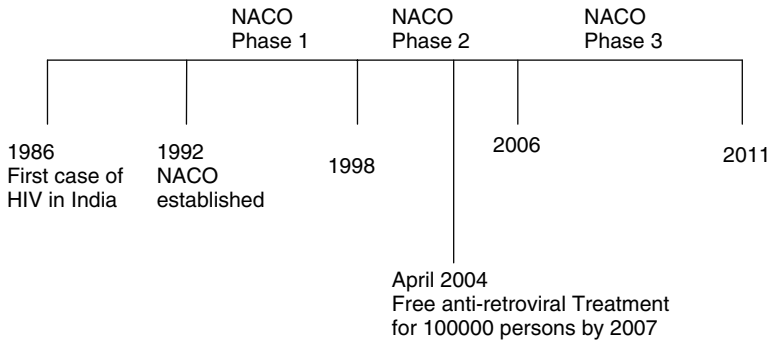 NACO
Phase 1
NACO
Phase 2
NACO
Phase 3
1986
First case of
HIV in India
1992
NACO
established
1998
2006
2011
April 2004
Free anti-retroviral Treatment
for 100000 persons by 2007